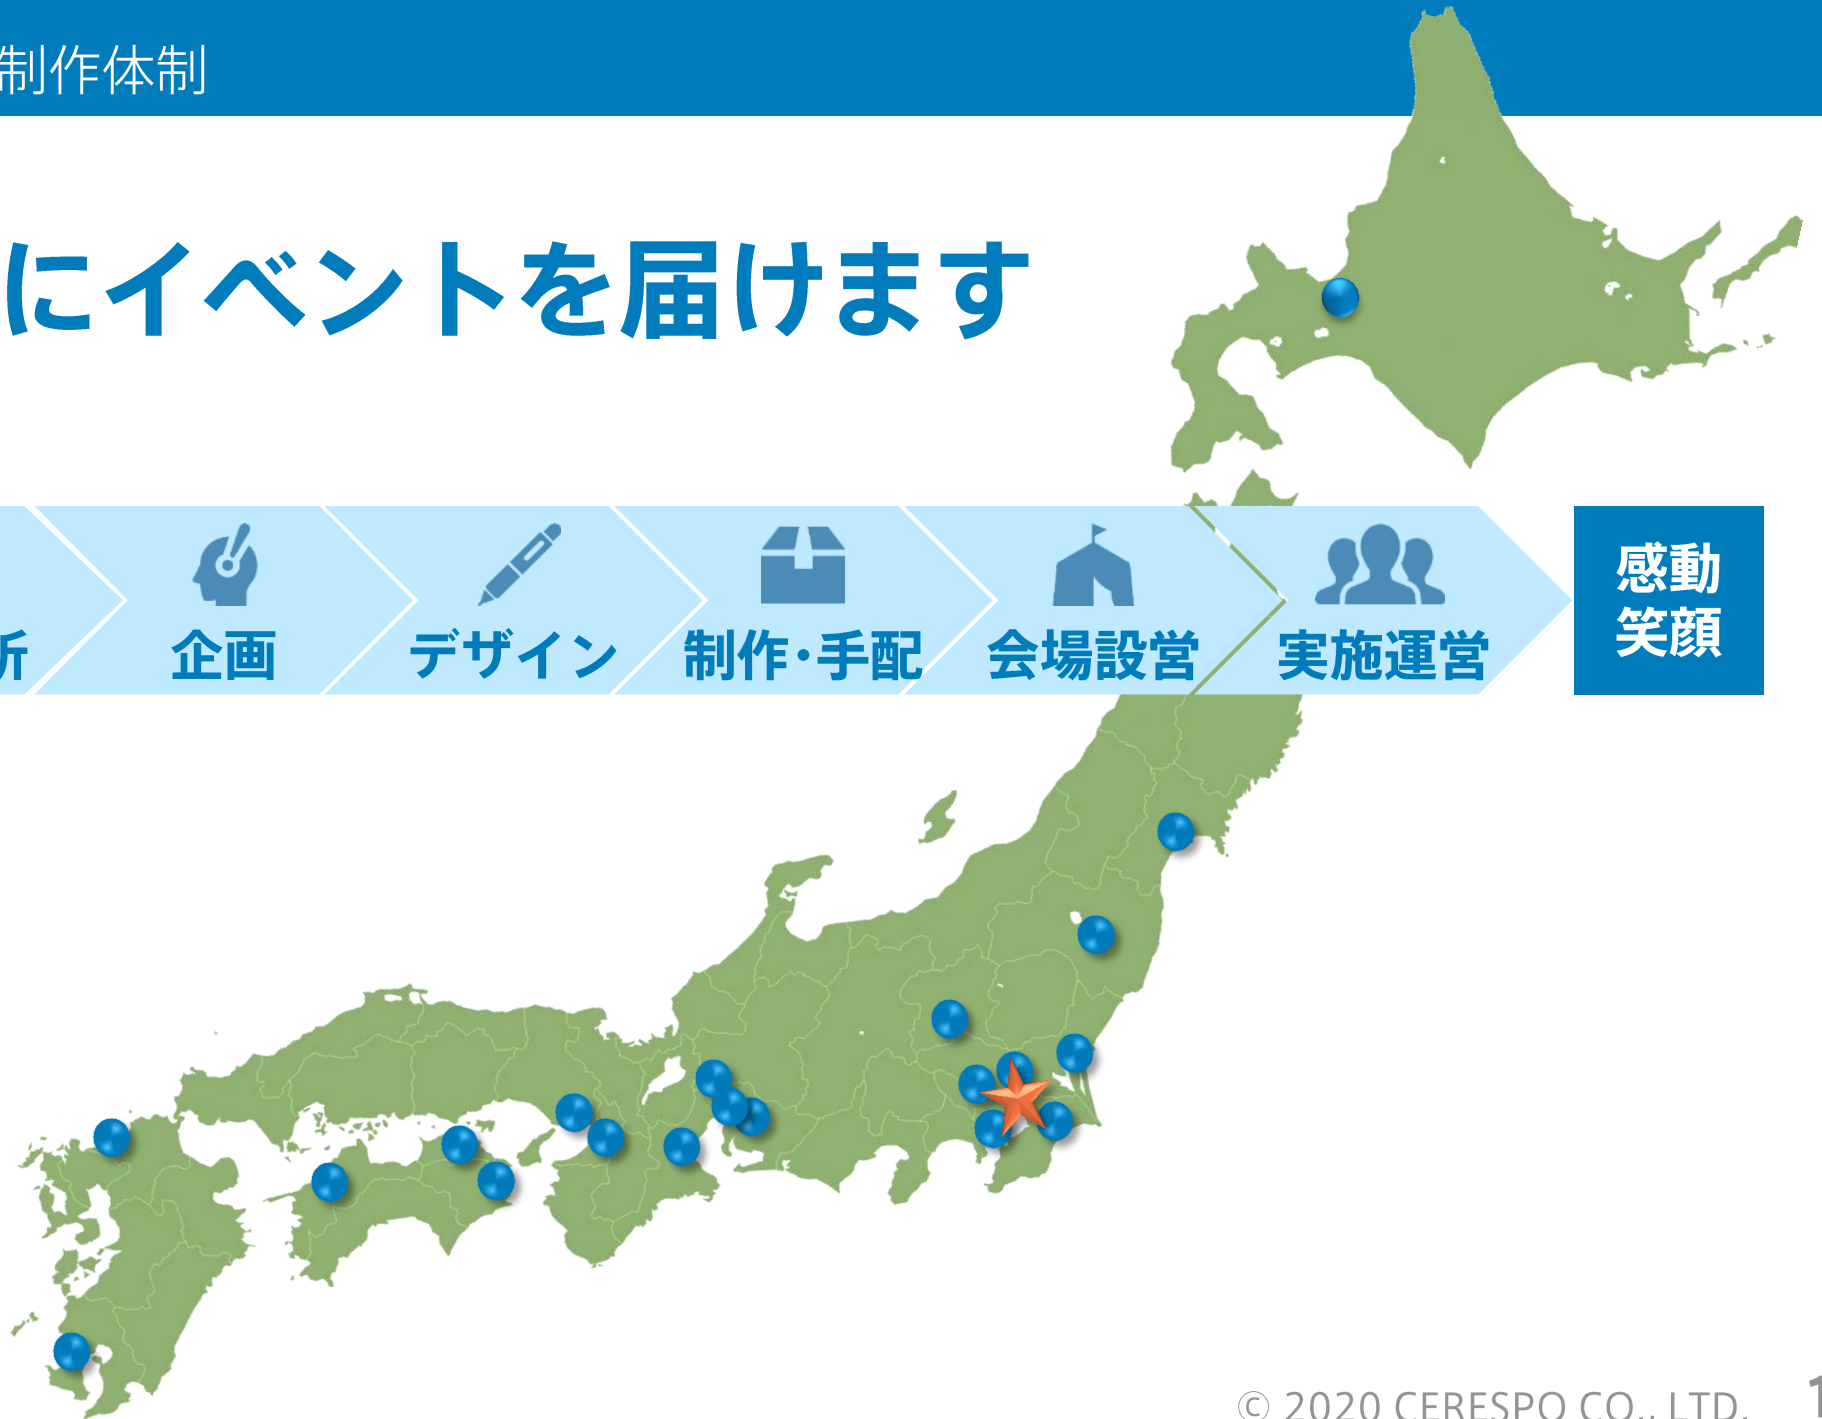 制作体制
にイベントを届けます
企画
デザイン
制作･手配
会場設営
実施運営
感動
笑顔
© 2020 CERESPO CO., LTD.